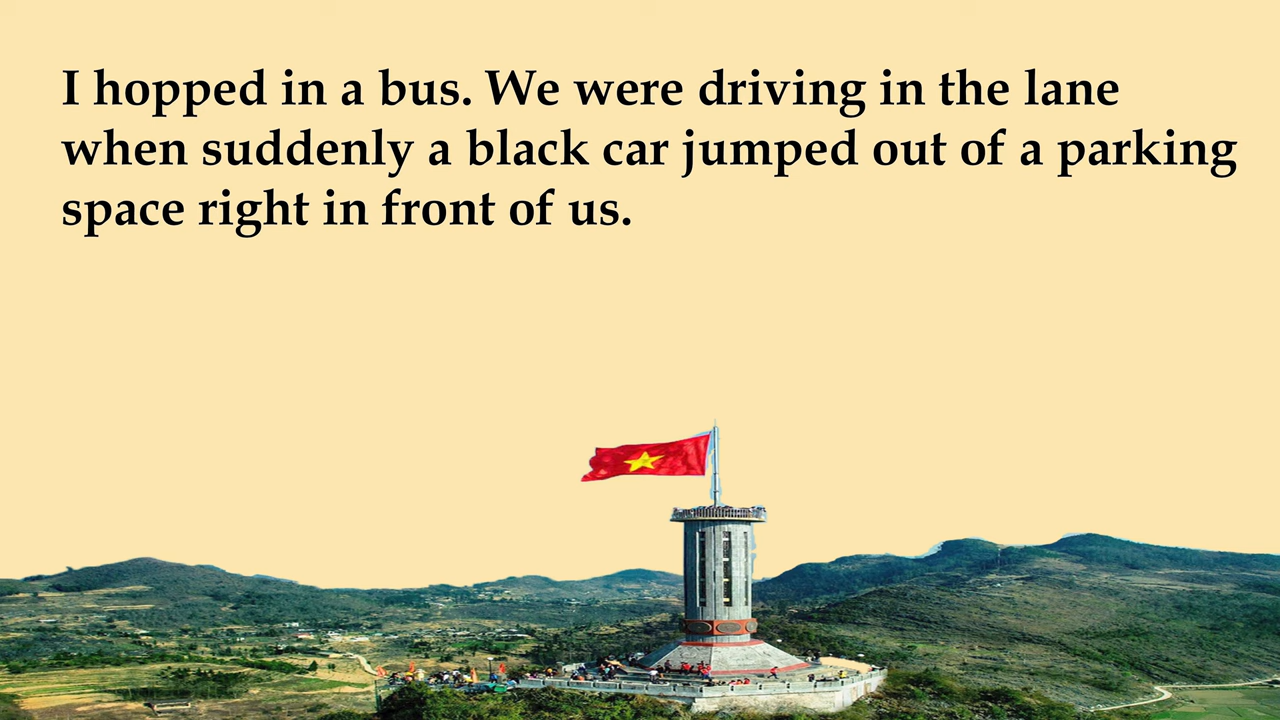 I hopped in a bus. We were driving in the lane
when suddenly a black car jumped out of a parking
space right in front of us.